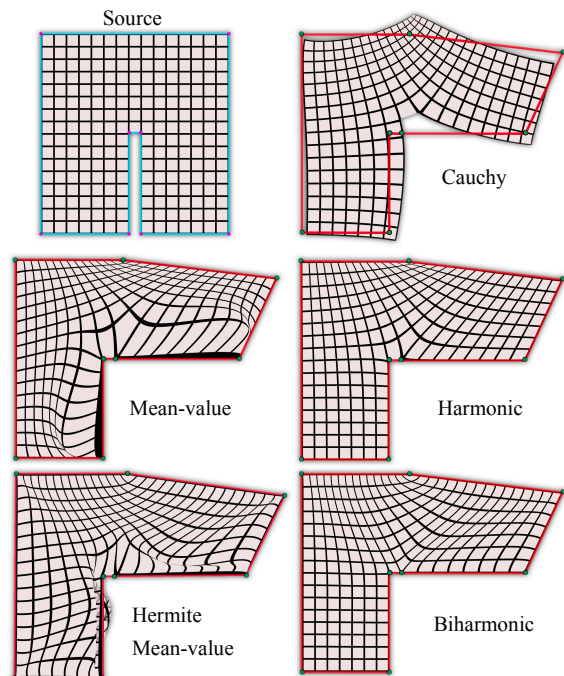 Source
Cauchy
Mean-value
Harmonic
Hermite
Mean-value
Biharmonic